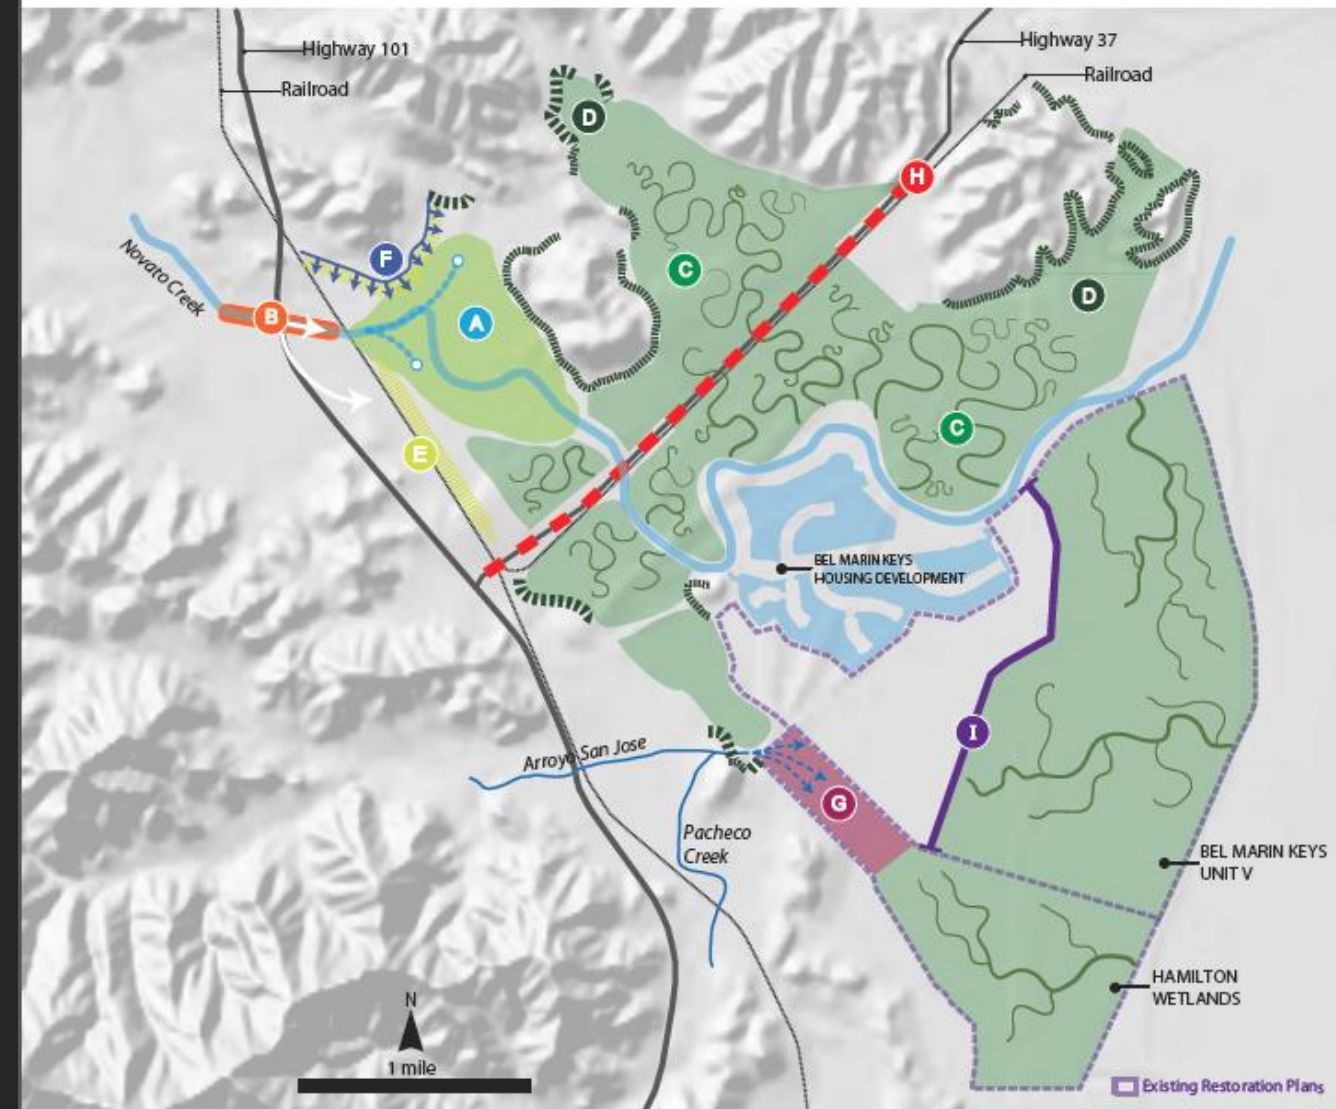 Highway 101
Railroad
Highway 37
Railroad
D
H
Novato Creek
F
C
D
B
A
E
C
BEL MARIN KEYS
HOUSING DEVELOPMENT
I
Arroyo San Jose
G
Pacheco
Creek
BEL MARIN KEYS
UNIT V
HAMILTON
WETLANDS
N
1 mile
Existing Restoration Plans